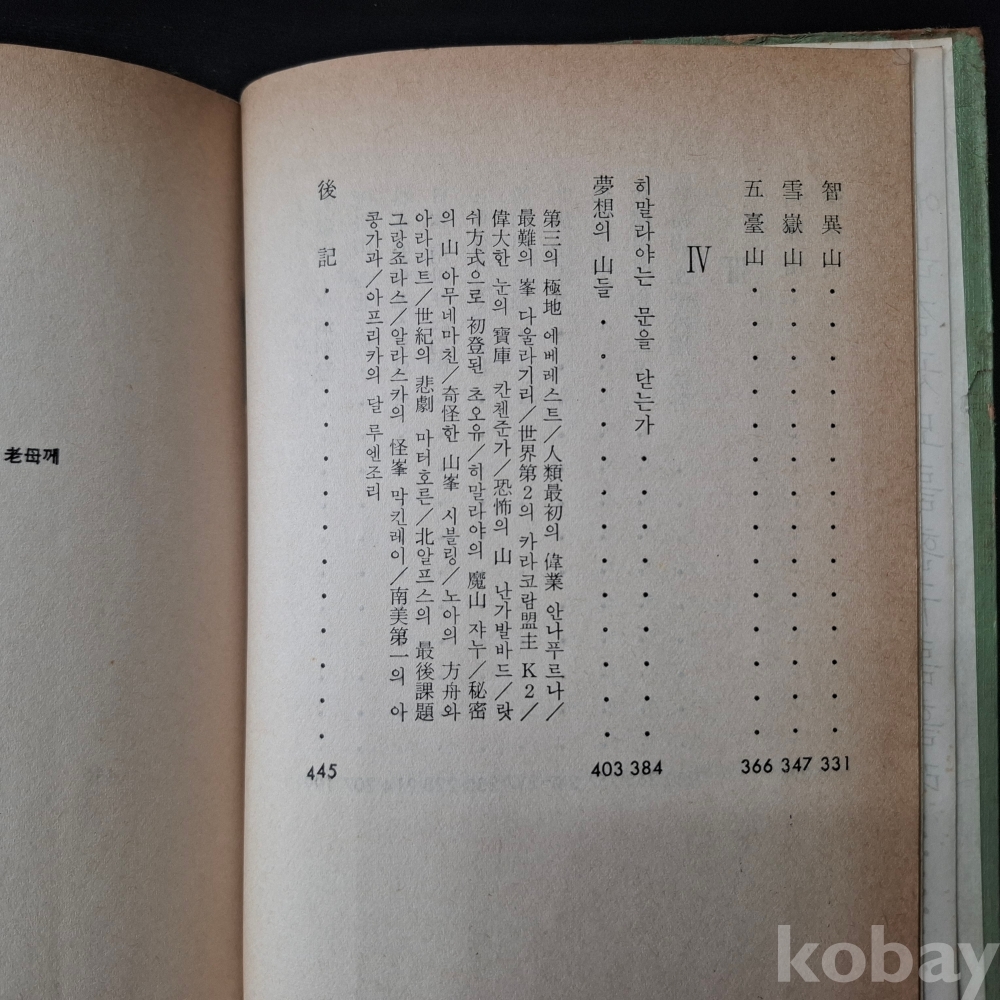 智異山 331
雪嶽山 347
五臺山 366
IV
히말라야는 문을 닫는가 384
夢想의 山들 403
第三의 極地 에베레스트/人類最初의 偉業 안나푸르나/
最難의 峯 다울라기리/世界第2의 카라코람盟主 K2/
偉大한 눈의 寶庫 칸첸준가/恐怖의 山 난가발바드/랏
쉬方式으로 初登된 초오유/히말라야의 魔山 쟈누/秘密
의 山 아무네마친/奇怪한 山峯 시블링/노아의 方舟와
아라라트/世紀의 悲劇 마터호른/北알프스의 最後課題
그랑죠라스/알라스카의 怪峯 막킨레이/南美第一의 아
콩가과/아프리카의 달 루엔조리
後記 445
老母께
kobay